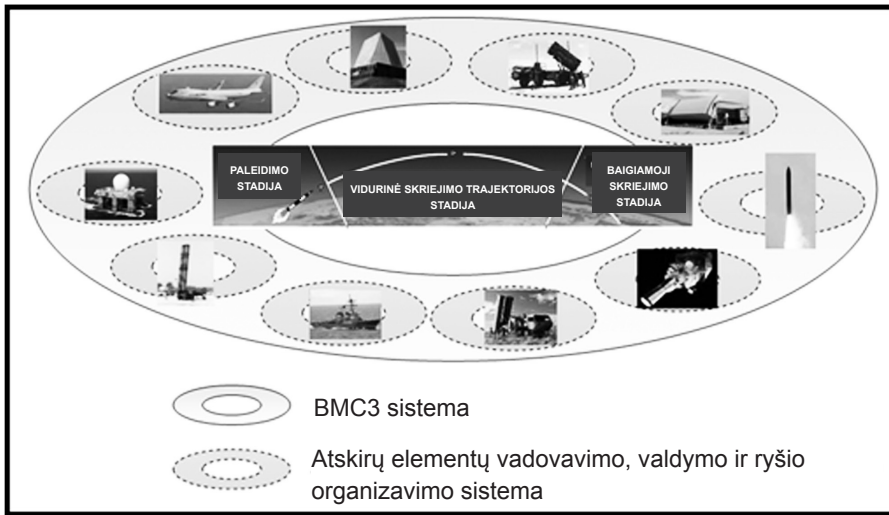 PALEIDIMO
STADIJA
VIDURINĖ SKRIEJIMO TRAJEKTORIJOS
STADIJA
BAIGIAMOJI
SKRIEJIMO
STADIJA
BMC3 sistema
Atskirų elementų vadovavimo, valdymo ir ryšio
organizavimo sistema